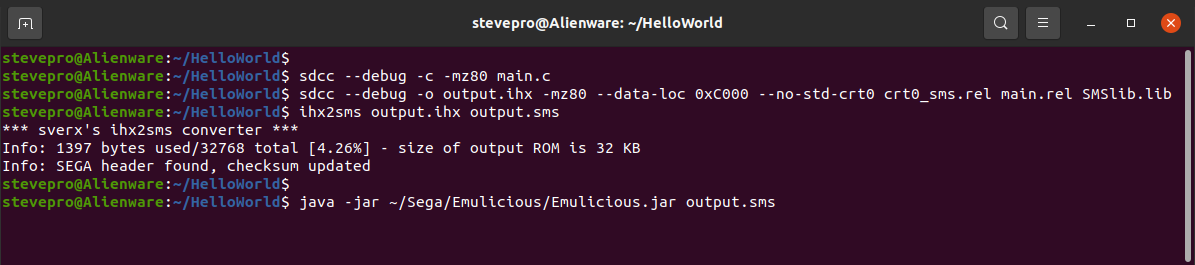 stevepro@Alienware: ~/HelloWorld
stevepro@Alienware:~/HelloWorld$
stevepro@Alienware:~/HelloWorld$ sdcc --debug -c -mz80 main.c
stevepro@Alienware:~/HelloWorld$ sdcc --debug -o output.ihx -mz80 --data-loc 0xC000 --no-std-crt0 crt0_sms.rel main.rel SMSlib.lib
stevepro@Alienware:~/HelloWorld$ ihx2sms output.ihx output.sms
*** sverx's ihx2sms converter ***
Info: 1397 bytes used/32768 total [4.26%] - size of output ROM is 32 KB
Info: SEGA header found, checksum updated
stevepro@Alienware:~/HelloWorld$
stevepro@Alienware:~/HelloWorld$ java -jar ~/Sega/Emulicious/Emulicious.jar output.sms